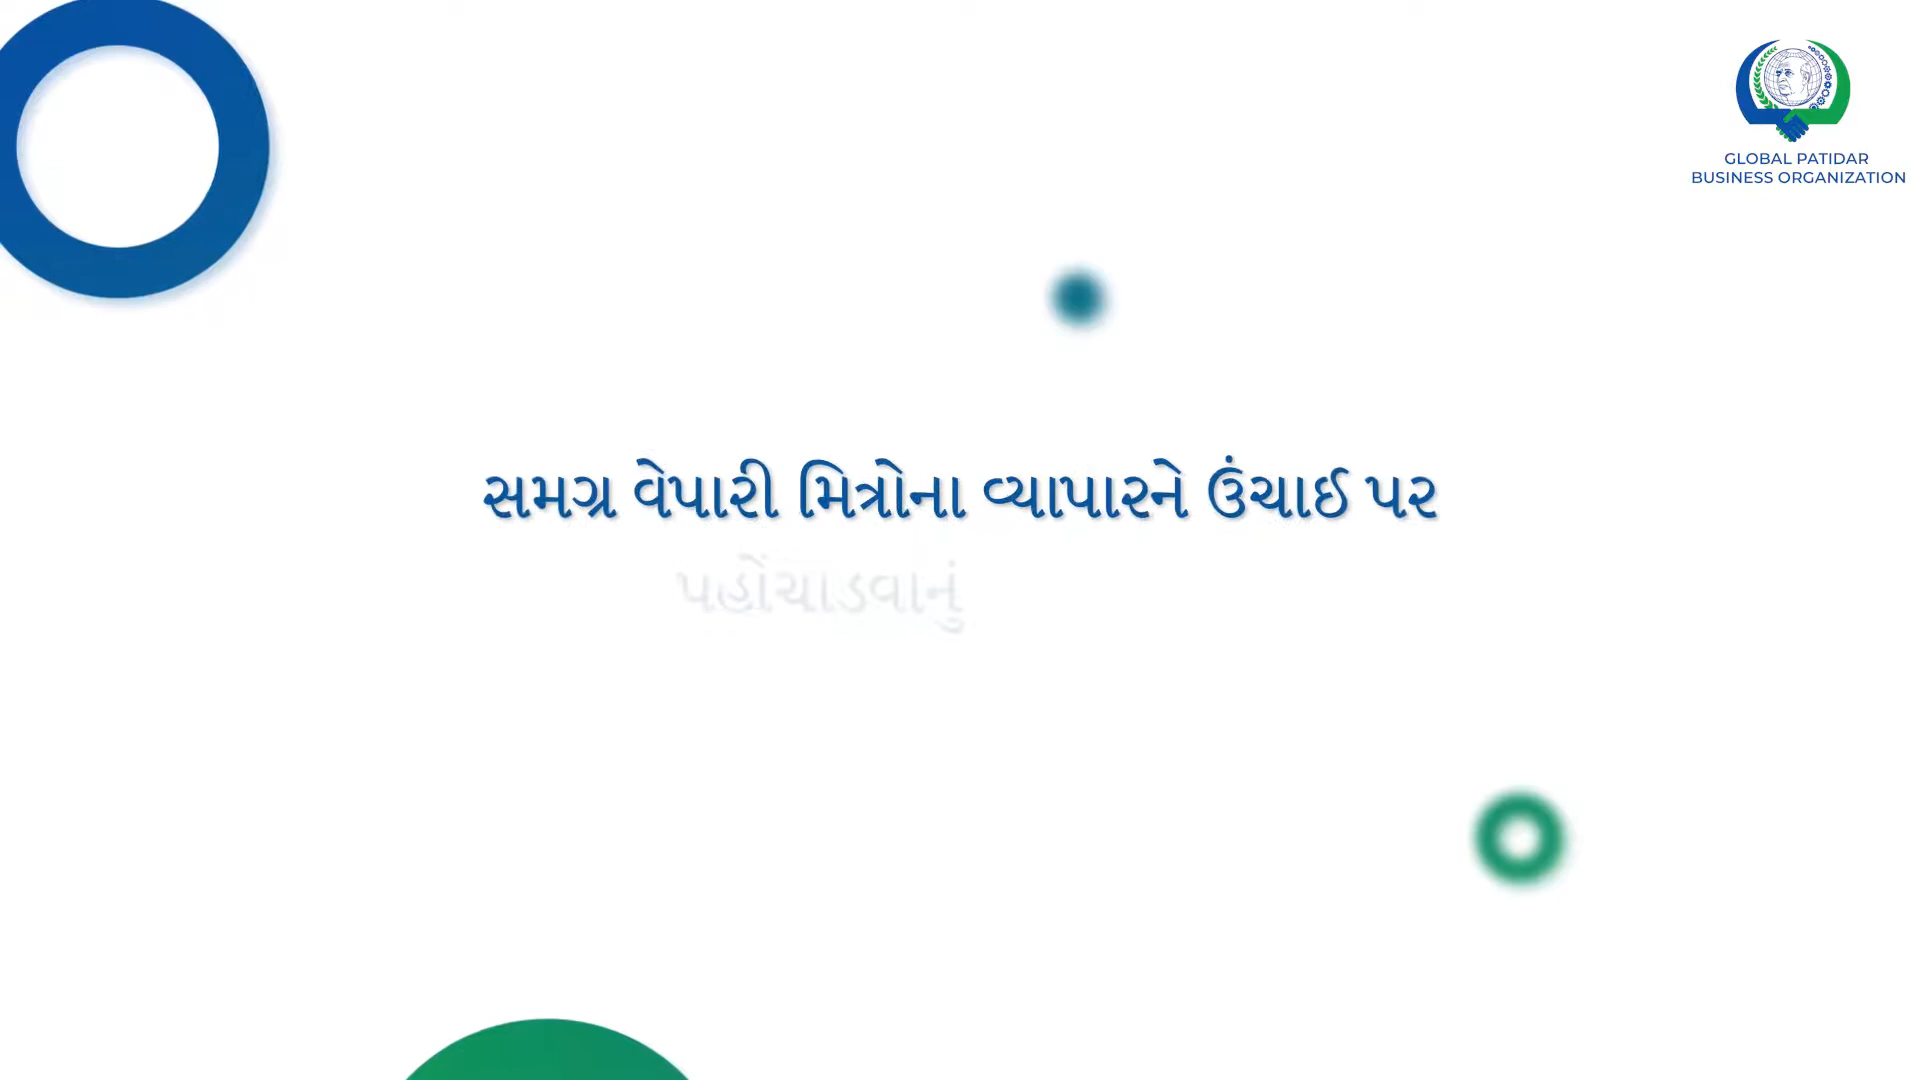 GLOBAL PATIDAR
BUSINESS ORGANIZATION
સમગ્ર વેપારી મિત્રોના વ્યાપારને ઉંચાઈ પર
પહોંચાડવાનું